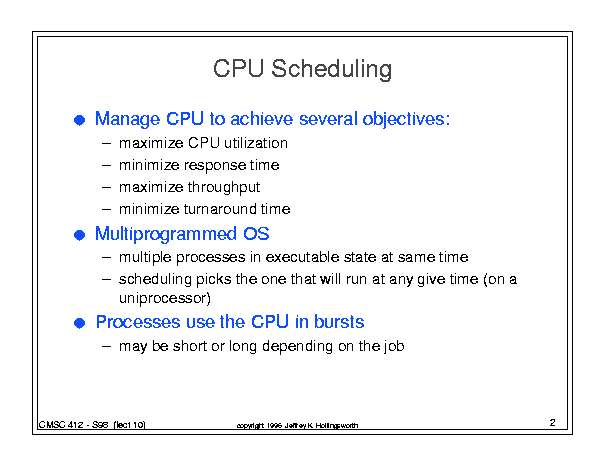 CPU Scheduling
● Manage CPU to achieve several objectives:
– maximize CPU utilization
– minimize response time
– maximize throughput
– minimize turnaround time
● Multiprogrammed OS
– multiple processes in executable state at same time
– scheduling picks the one that will run at any give time (on a
uniprocessor)
● Processes use the CPU in bursts
– may be short or long depending on the job
CMSC 412 - S98 (lect 10)
copyright 1996 Jeffrey K. Hollingsworth
2